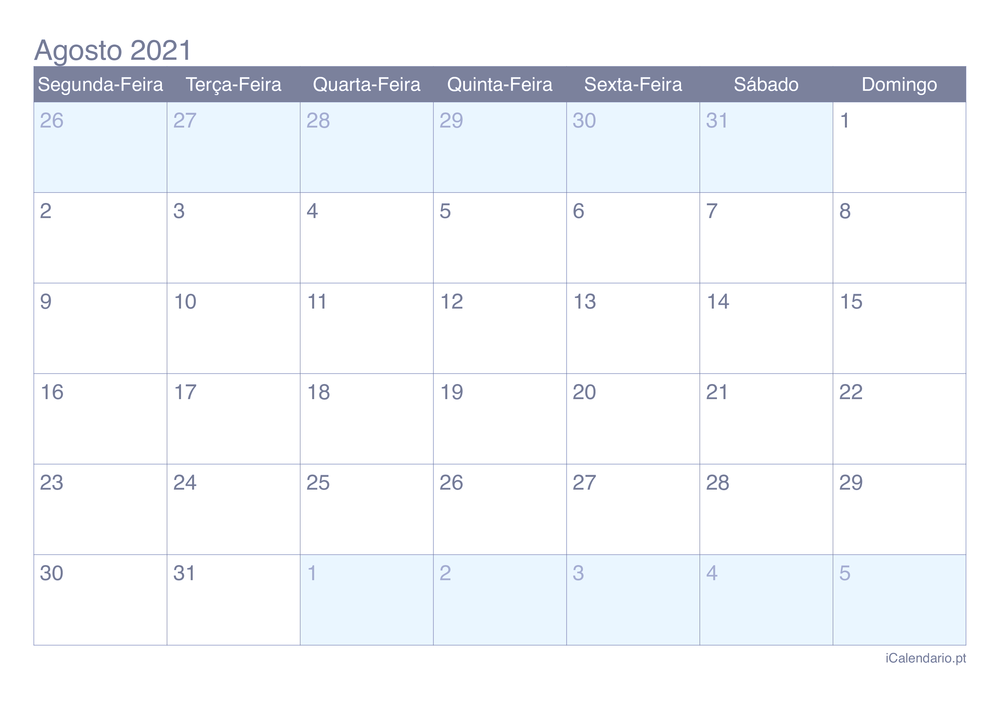 Agosto 2021
Segunda-Feira Terça-Feira Quarta-Feira Quinta-Feira Sexta-Feira Sábado Domingo
26 27 28 29 30 31 1
2 3 4 5 6 7 8
9 10 11 12 13 14 15
16 17 18 19 20 21 22
23 24 25 26 27 28 29
30 31 1 2 3 4 5
iCalendario.pt